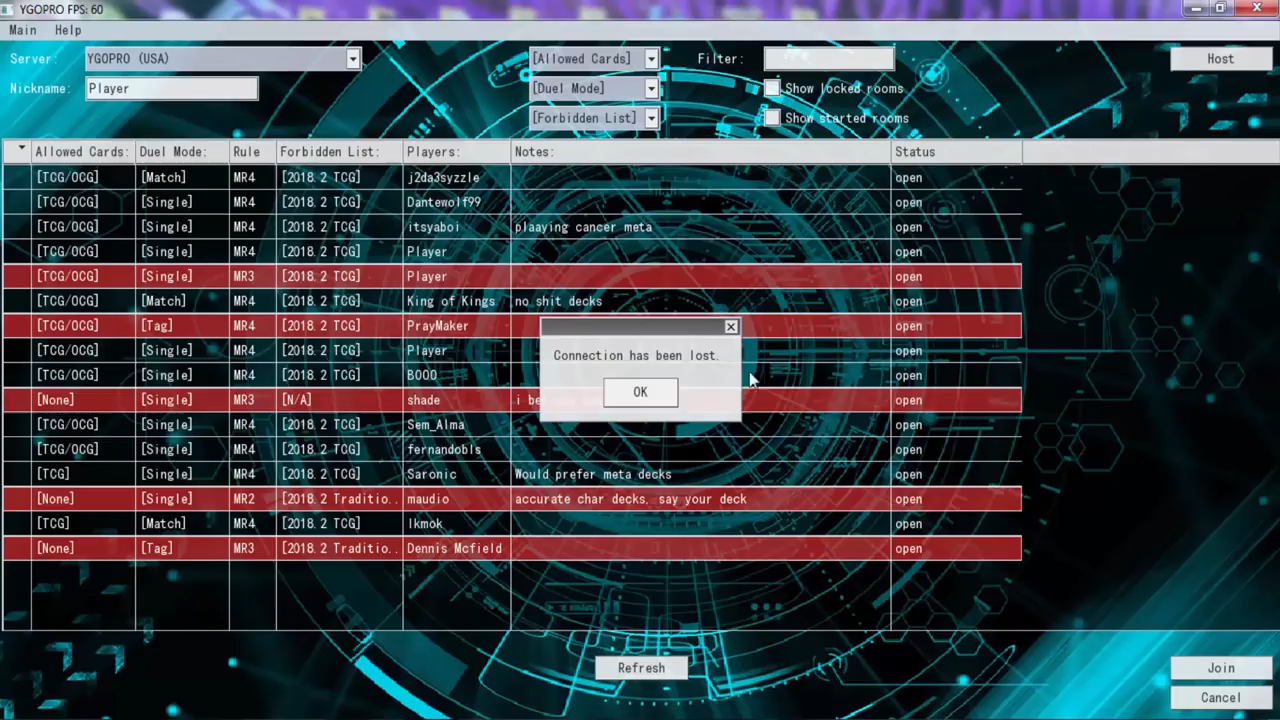 YGOPRO FPS: 60
Main Help
Server: YGOPRO (USA) [Allowed Cards] Filter: Host
Nickname: Player [Duel Mode] Show locked rooms
[Forbidden List] Show started rooms
Allowed Cards: Duel Mode: Rule Forbidden List: Players: Notes: Status
[TCG/OCG] [Match] MR4 [2018.2 TCG] j2da3syzzle open
[TCG/OCG] [Single] MR4 [2018.2 TCG] Dantewolf99 open
[TCG/OCG] [Single] MR4 [2018.2 TCG] itsyaboi plaaying cancer meta open
[TCG/OCG] [Single] MR4 [2018.2 TCG] Player open
[TCG/OCG] [Single] MR3 [2018.2 TCG] Player open
[TCG/OCG] [Match] MR4 [2018.2 TCG] King of Kings no shit decks open
[TCG/OCG] [Tag] MR4 [2018.2 TCG] PrayMaker open
[TCG/OCG] [Single] MR4 [2018.2 TCG] Player open
[TCG/OCG] [Single] MR4 [2018.2 TCG] BOOO open
[None] [Single] MR3 [N/A] shade i be open
[TCG/OCG] [Single] MR4 [2018.2 TCG] Sem_Alma open
[TCG/OCG] [Single] MR4 [2018.2 TCG] fernandobls open
[TCG] [Single] MR4 [2018.2 TCG] Saronic Would prefer meta decks open
[None] [Single] MR2 [2018.2 Traditio.. maudio accurate char decks, say your deck open
[TCG] [Match] MR4 [2018.2 TCG] open
[None] [Tag] MR3 [2018.2 Traditio.. Dennis Mcfield open
Connection has been lost.
OK
Refresh
Join
Cancel